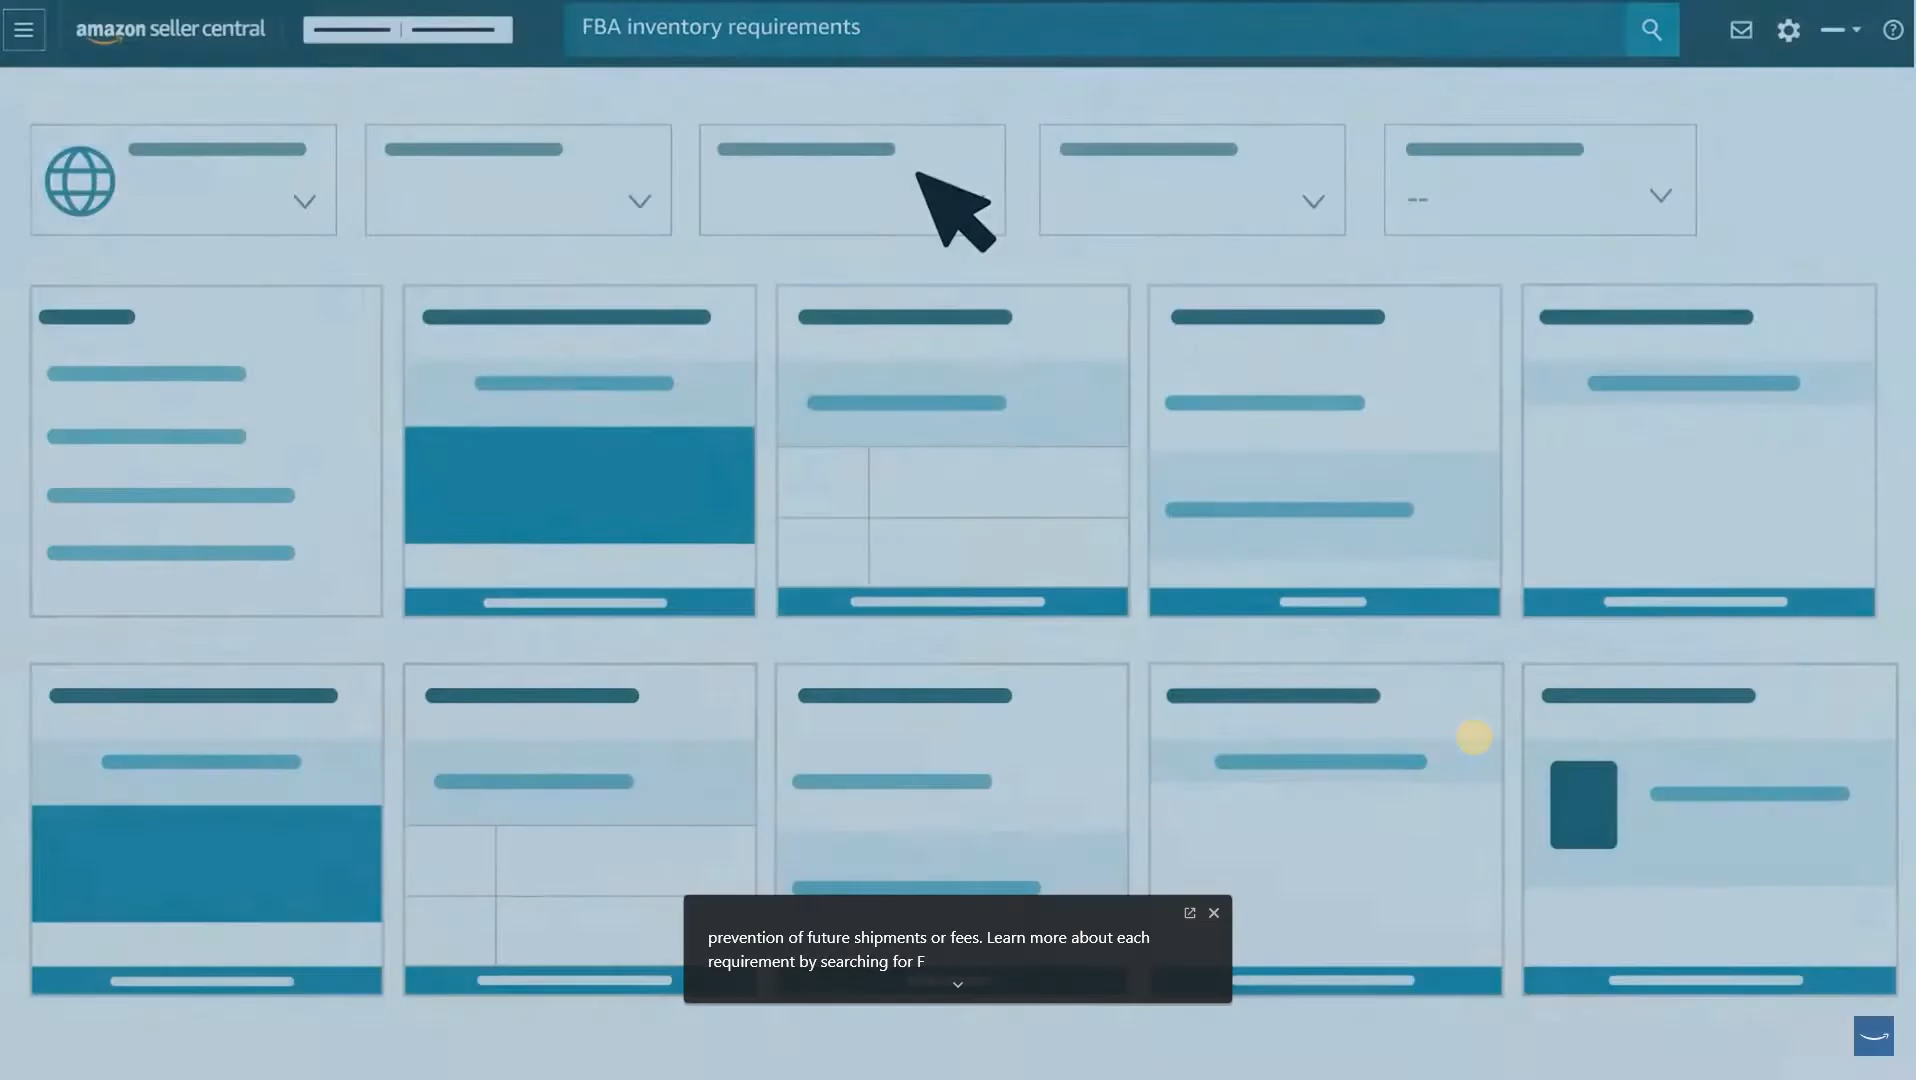 amazon seller central
FBA inventory requirements
--
prevention of future shipments or fees. Learn more about each
requirement by searching for F